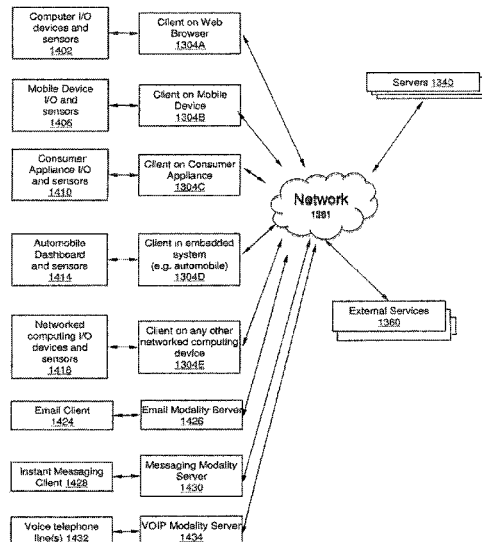 Computer I/O
devices and
sensors
1402
Client on Web
Browser
1304A
Mobile Device
I/O and
sensors
1406
Client on Mobile
Device
1304B
Consumer
Appliance I/O
and sensors
1410
Client on Consumer
Appliance
1304C
Automobile
Dashboard
and sensors
1414
Client in embedded
system
(e.g. automobile)
1304D
Networked
computing I/O
devices and
sensors
1418
Client on any other
networked computing
device
1304E
Email Client
1424
Email Modality Server
1426
Instant Messaging
Client 1428
Messaging Modality
Server
1430
Voice telephone
line(s) 1432
VOIP Modality Server
1434
Network
1361
Servers 1340
External Services
1360